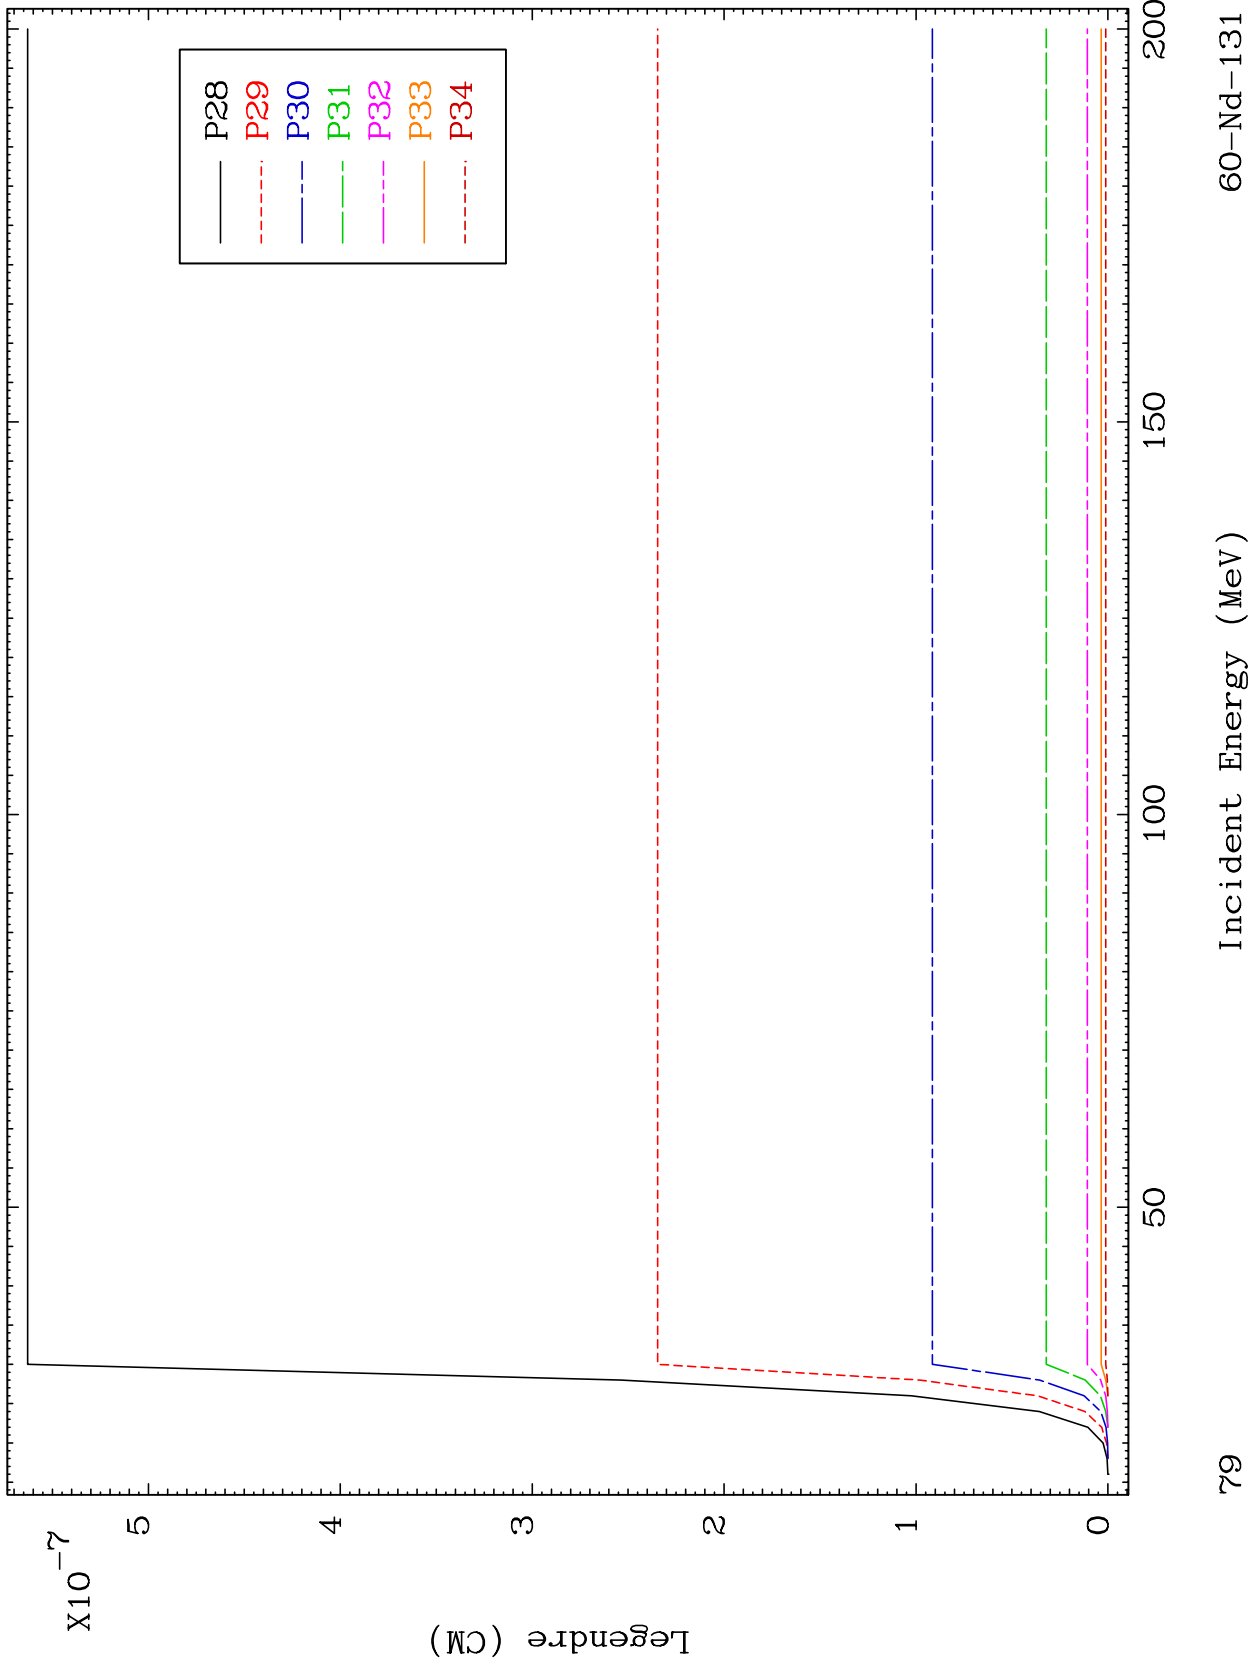 X10-7
5
4
3
2
1
0
Legendre (CM)
P28
P29
P30
P31
P32
P33
P34
50
100
150
200
79
Incident Energy (MeV)
60-Nd-131